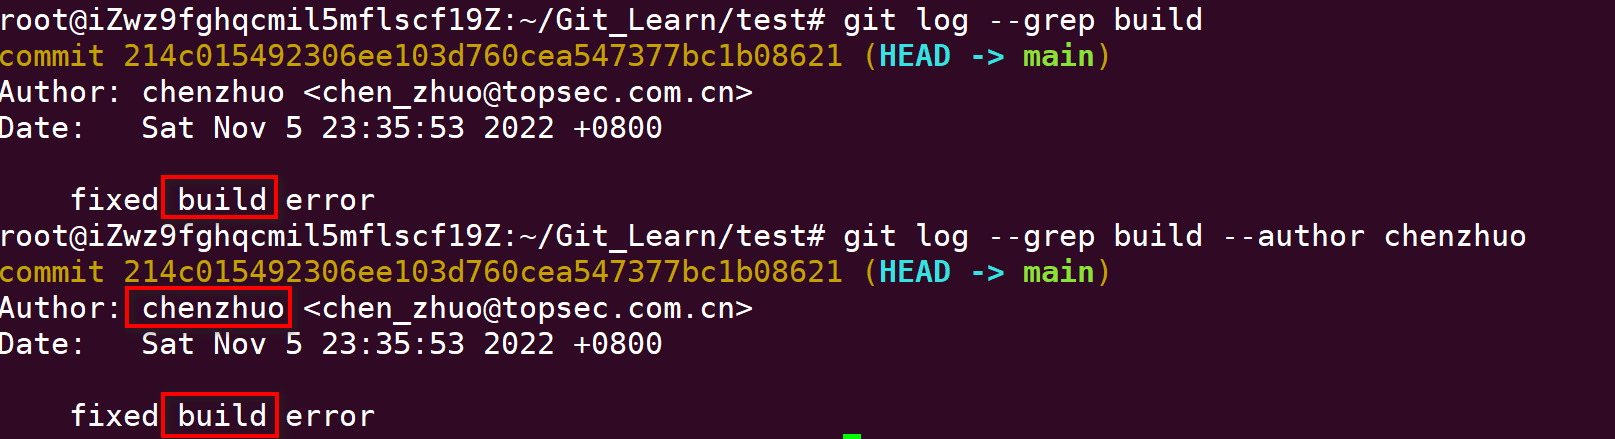 root@iZwz9fghqcmil5mflscf19Z:~/Git_Learn/test# git log --grep build
commit 214c015492306ee103d760cea547377bc1b08621 (HEAD -> main)
Author: chenzhuo <chen_zhuo@topsec.com.cn>
Date:   Sat Nov 5 23:35:53 2022 +0800
    fixed build error
root@iZwz9fghqcmil5mflscf19Z:~/Git_Learn/test# git log --grep build --author chenzhuo
commit 214c015492306ee103d760cea547377bc1b08621 (HEAD -> main)
Author: chenzhuo <chen_zhuo@topsec.com.cn>
Date:   Sat Nov 5 23:35:53 2022 +0800
    fixed build error